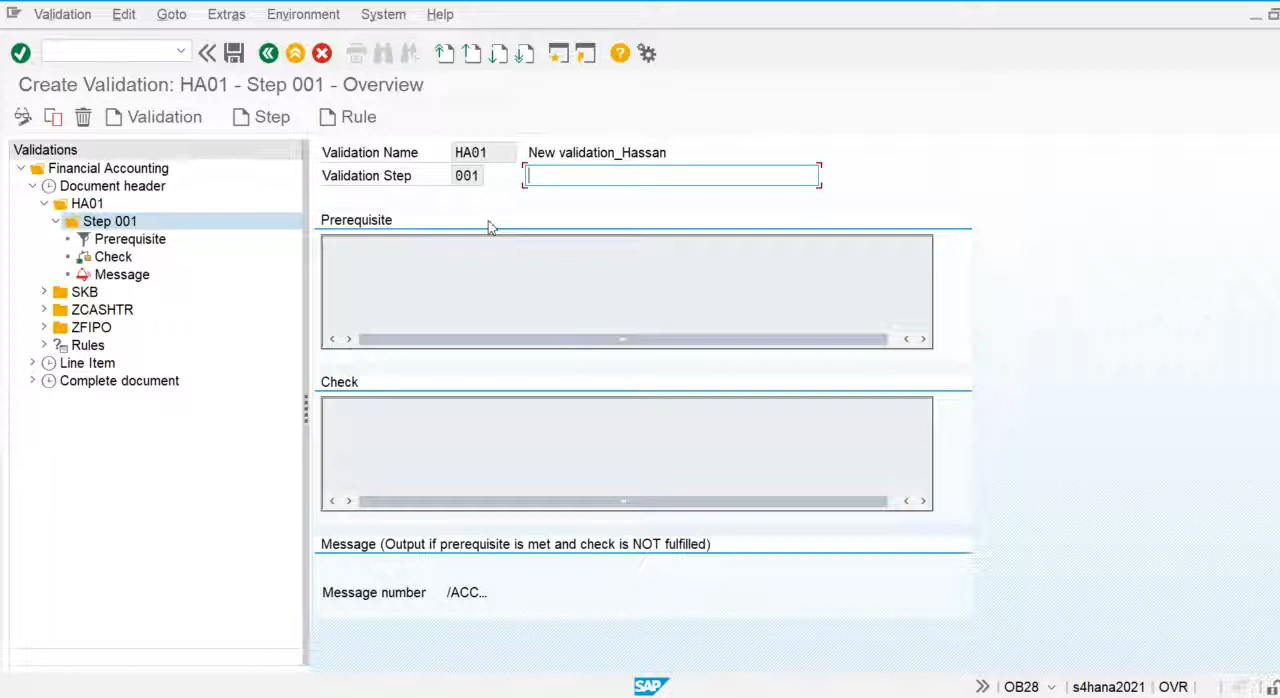 Validation Edit Goto Extras Environment System Help
Create Validation: HA01 - Step 001 - Overview
Validation Step Rule
Validations
Financial Accounting
Document header
HA01
Step 001
Prerequisite
Check
Message
SKB
ZCASHTR
ZFIPO
Rules
Line Item
Complete document
Validation Name HA01 New validation_Hassan
Validation Step 001
Prerequisite
Check
Message (Output if prerequisite is met and check is NOT fulfilled)
Message number /ACC...
SAP OB28 s4hana2021 OVR